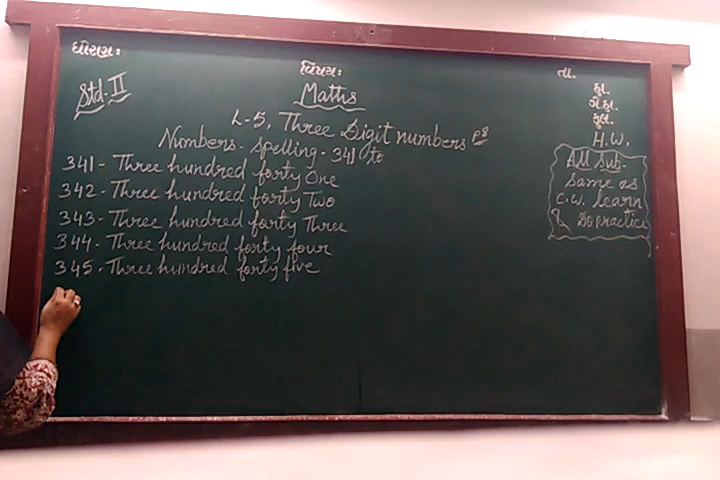 ધોરણ:
વિષય:
તા.
Std. II
Maths
કુ.
ગે.હા.
કુલ.
L-5, Three Digit numbers P8
Numbers - Spelling - 341 to
H.W.
All Sub.
Same as
C.W. learn
& Do practice
341 - Three hundred forty One
342 - Three hundred forty Two
343 - Three hundred forty Three
344 - Three hundred forty four
345 - Three hundred forty five